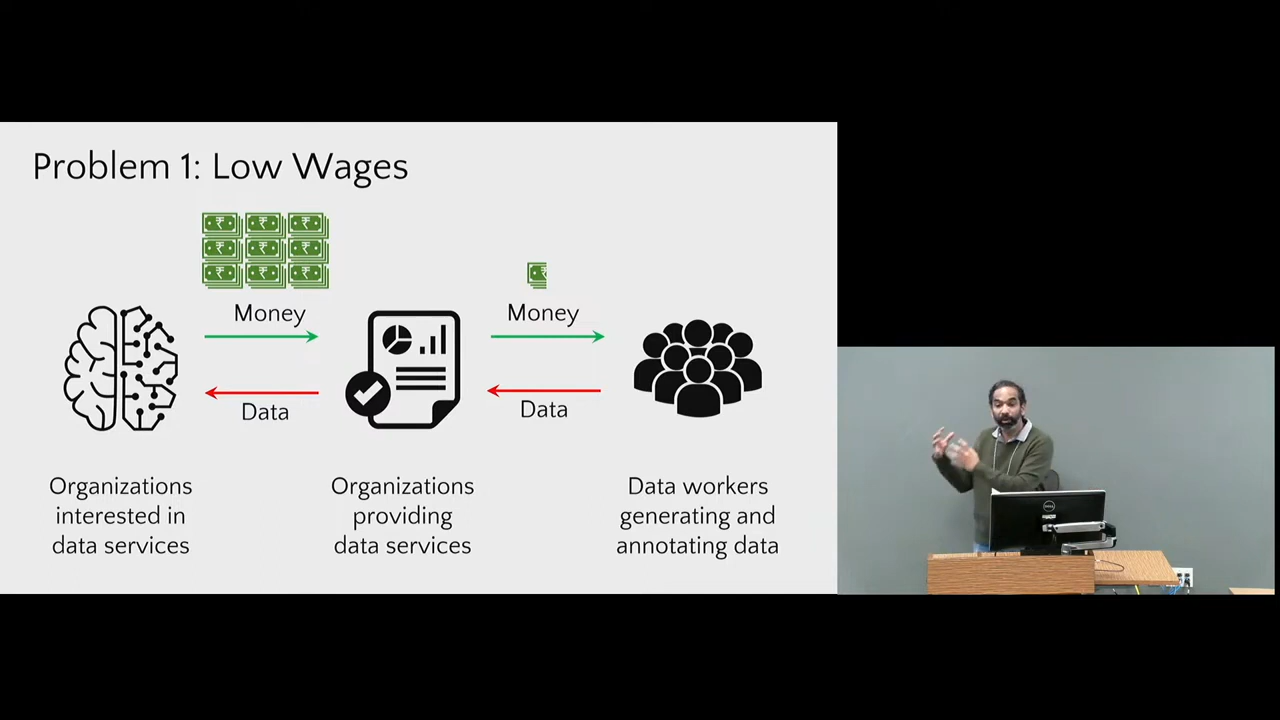 Problem 1: Low Wages
Money
Money
Data
Data
Organizations
interested in
data services
Organizations
providing
data services
Data workers
generating and
annotating data